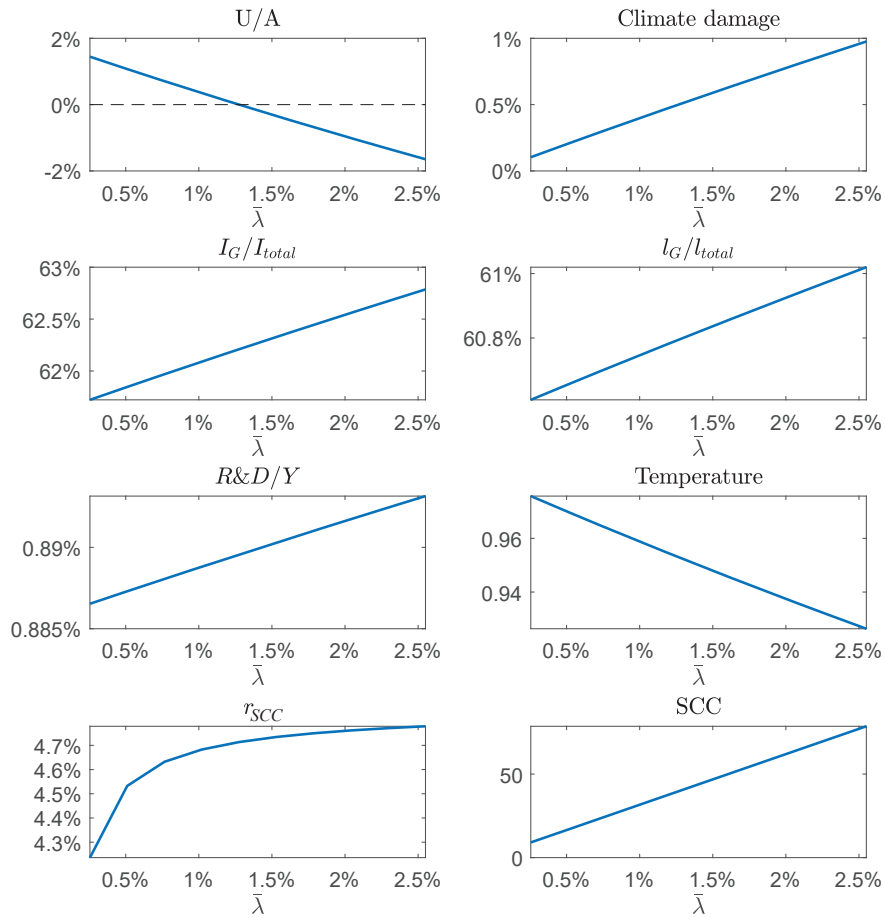 U/A
2%
0%
-2%
0.5% 1% 1.5% 2% 2.5%
λ̄
Climate damage
1%
0.5%
0%
0.5% 1% 1.5% 2% 2.5%
λ̄
I_G/I_total
63%
62.5%
62%
0.5% 1% 1.5% 2% 2.5%
λ̄
l_G/l_total
61%
60.8%
0.5% 1% 1.5% 2% 2.5%
λ̄
R&D/Y
0.89%
0.885%
0.5% 1% 1.5% 2% 2.5%
λ̄
Temperature
0.96
0.94
0.5% 1% 1.5% 2% 2.5%
λ̄
r_SCC
4.7%
4.6%
4.5%
4.4%
4.3%
0.5% 1% 1.5% 2% 2.5%
λ̄
SCC
50
0
0.5% 1% 1.5% 2% 2.5%
λ̄